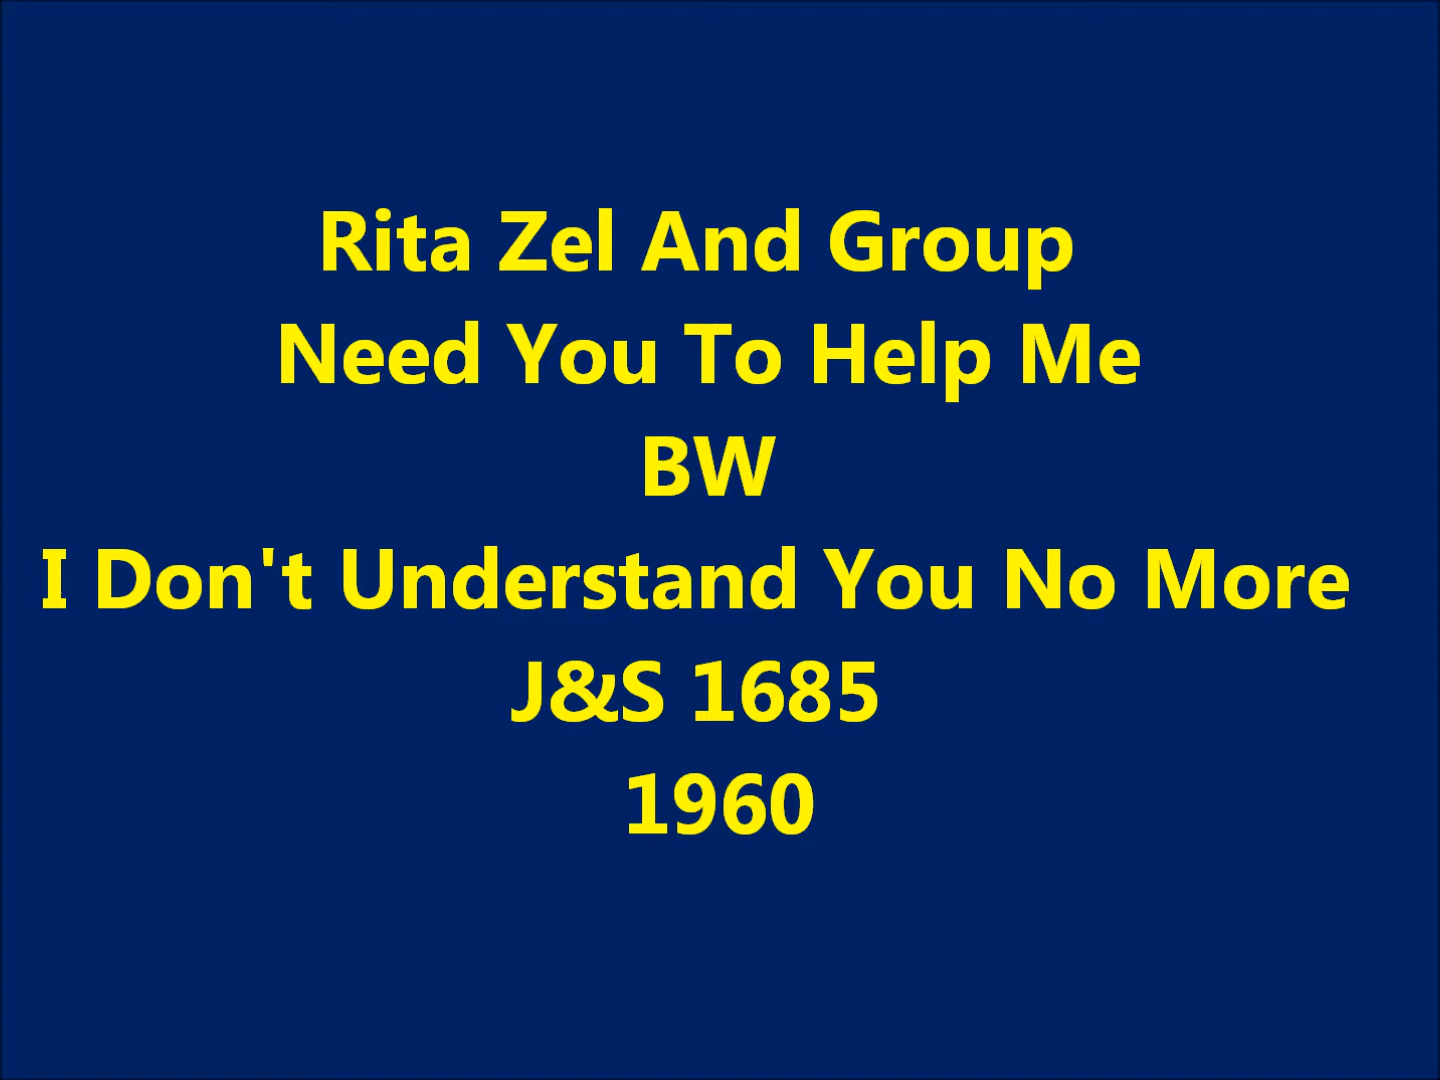 Rita Zel And Group
Need You To Help Me
BW
I Don't Understand You No More
J&S 1685
1960